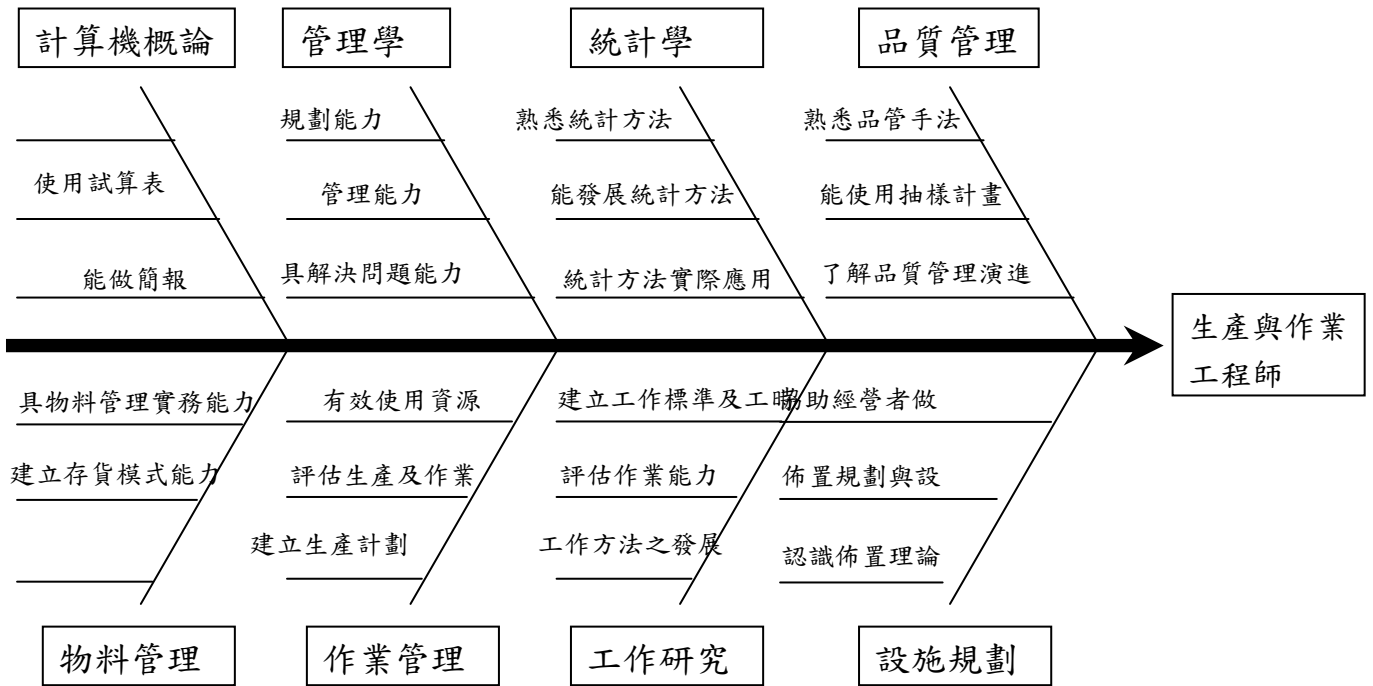 計算機概論
管理學
統計學
品質管理
規劃能力
熟悉統計方法
熟悉品管手法
使用試算表
管理能力
能發展統計方法
能使用抽樣計畫
能做簡報
具解決問題能力
統計方法實際應用
了解品質管理演進
生產與作業
工程師
具物料管理實務能力
有效使用資源
建立工作標準及工時
協助經營者做
建立存貨模式能力
評估生產及作業
評估作業能力
佈置規劃與設
建立生產計劃
工作方法之發展
認識佈置理論
物料管理
作業管理
工作研究
設施規劃